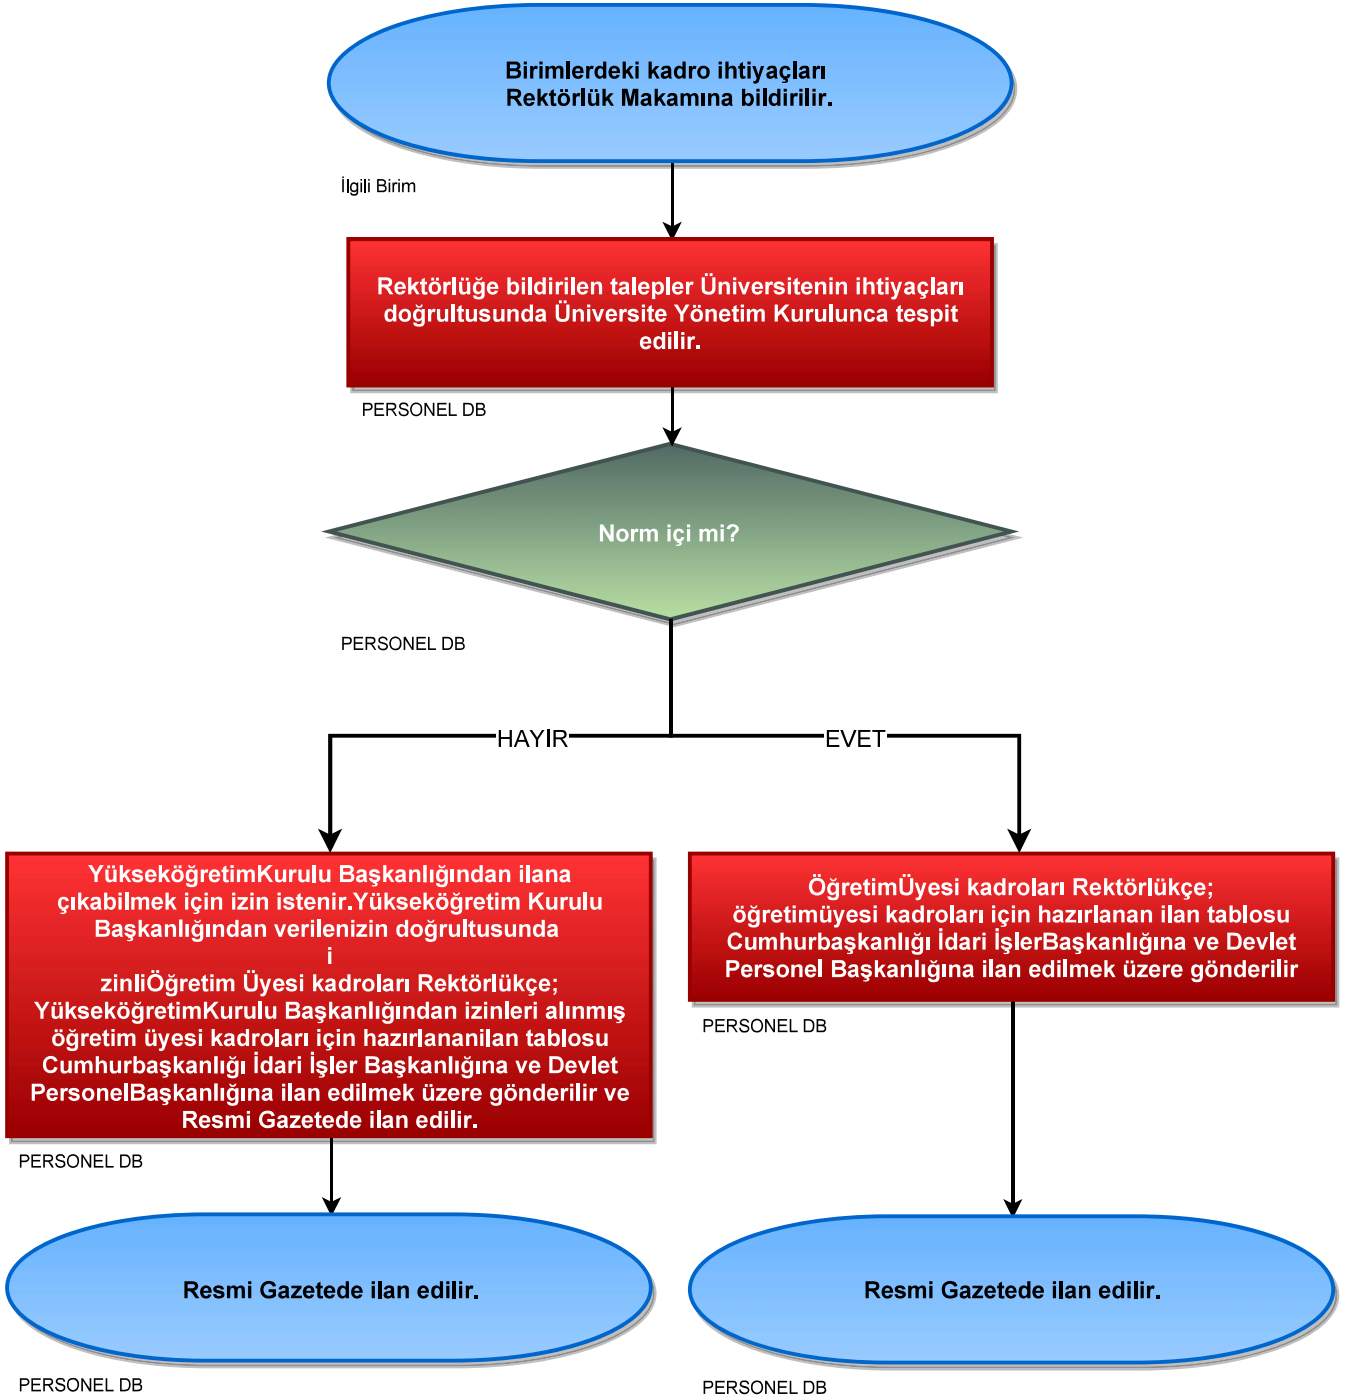 Birimlerdeki kadro ihtiyaçları
Rektörlük Makamına bildirilir.
İlgili Birim
Rektörlüğe bildirilen talepler Üniversitenin ihtiyaçları
doğrultusunda Üniversite Yönetim Kurulunca tespit
edilir.
PERSONEL DB
Norm içi mi?
PERSONEL DB
HAYIR
EVET
YükseköğretimKurulu Başkanlığından ilana
çıkabilmek için izin istenir.Yükseköğretim Kurulu
Başkanlığından verilenizin doğrultusunda
i
zinliÖğretim Üyesi kadroları Rektörlükçe;
YükseköğretimKurulu Başkanlığından izinleri alınmış
öğretim üyesi kadroları için hazırlananilan tablosu
Cumhurbaşkanlığı İdari İşler Başkanlığına ve Devlet
PersonelBaşkanlığına ilan edilmek üzere gönderilir ve
Resmi Gazetede ilan edilir.
PERSONEL DB
ÖğretimÜyesi kadroları Rektörlükçe;
öğretimüyesi kadroları için hazırlanan ilan tablosu
Cumhurbaşkanlığı İdari İşlerBaşkanlığına ve Devlet
Personel Başkanlığına ilan edilmek üzere gönderilir
PERSONEL DB
Resmi Gazetede ilan edilir.
PERSONEL DB
Resmi Gazetede ilan edilir.
PERSONEL DB